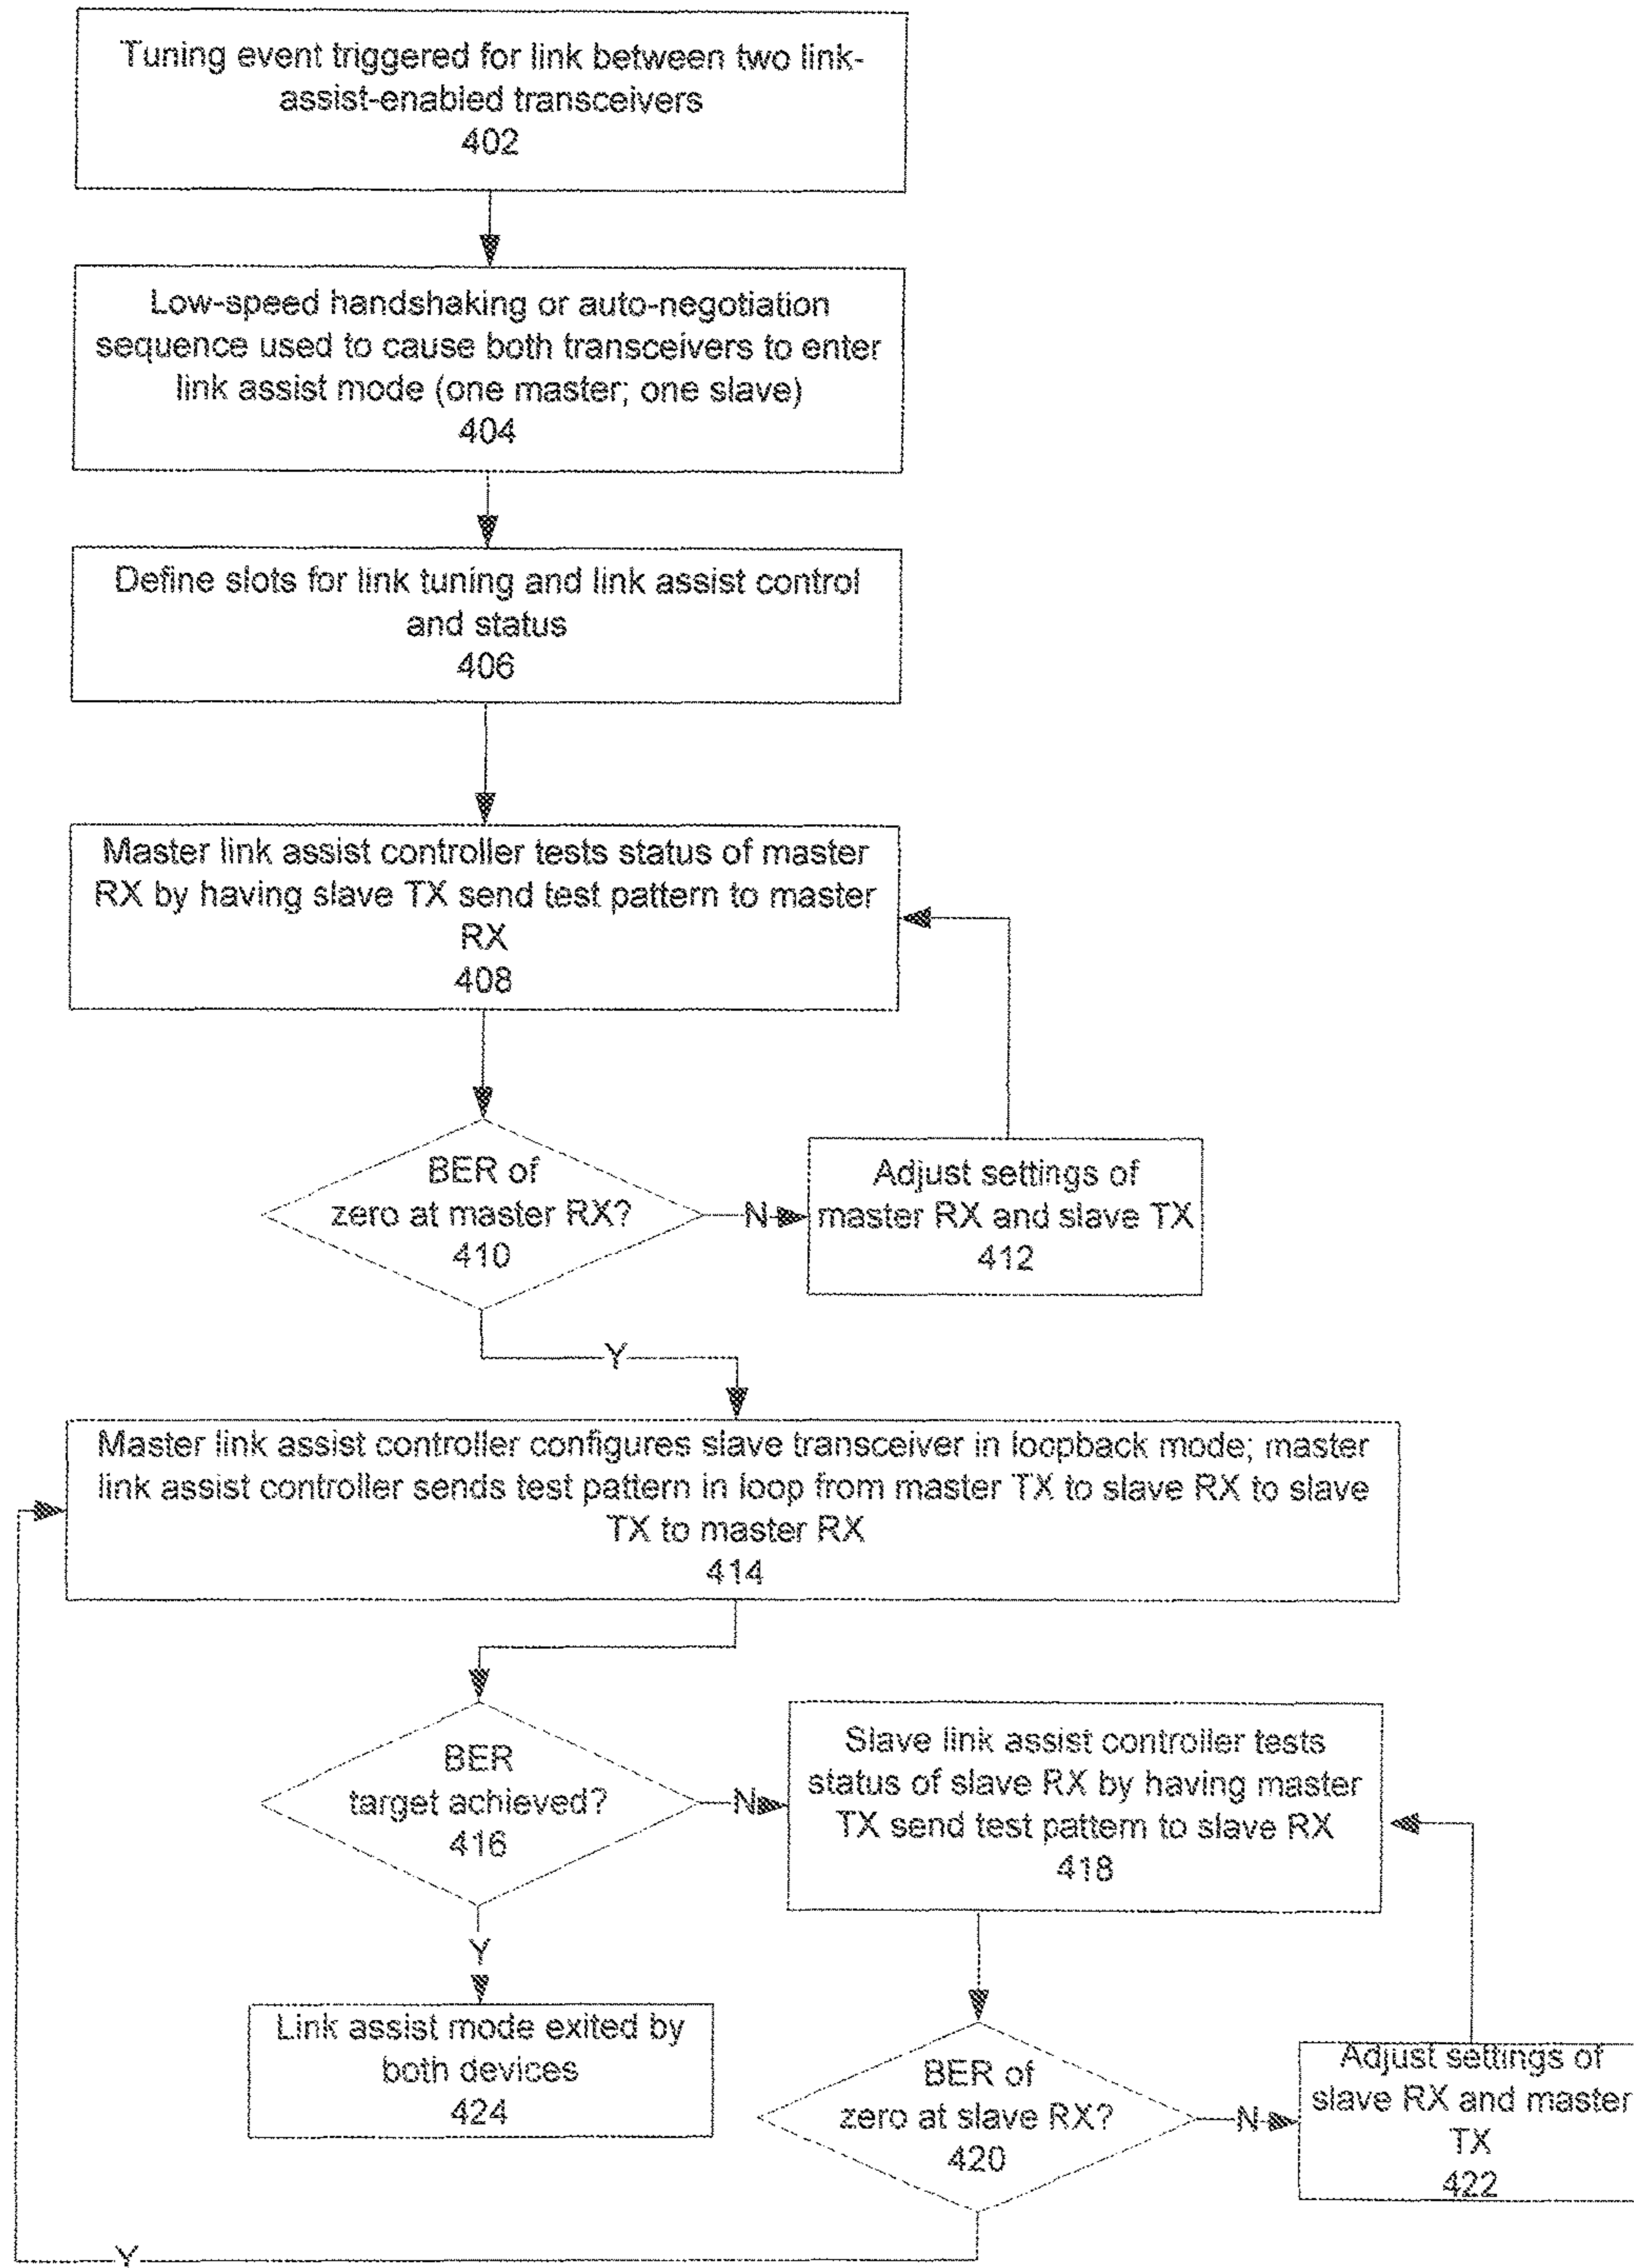 Tuning event triggered for link between two link-
assist-enabled transceivers
402
Low-speed handshaking or auto-negotiation
sequence used to cause both transceivers to enter
link assist mode (one master; one slave)
404
Define slots for link tuning and link assist control
and status
406
Master link assist controller tests status of master
RX by having slave TX send test pattern to master
RX
408
BER of
zero at master RX?
410
N
Adjust settings of
master RX and slave TX
412
Y
Master link assist controller configures slave transceiver in loopback mode; master
link assist controller sends test pattern in loop from master TX to slave RX to slave
TX to master RX
414
BER
target achieved?
416
N
Slave link assist controller tests
status of slave RX by having master
TX send test pattern to slave RX
418
Y
Link assist mode exited by
both devices
424
BER of
zero at slave RX?
420
N
Adjust settings of
slave RX and master
TX
422
Y